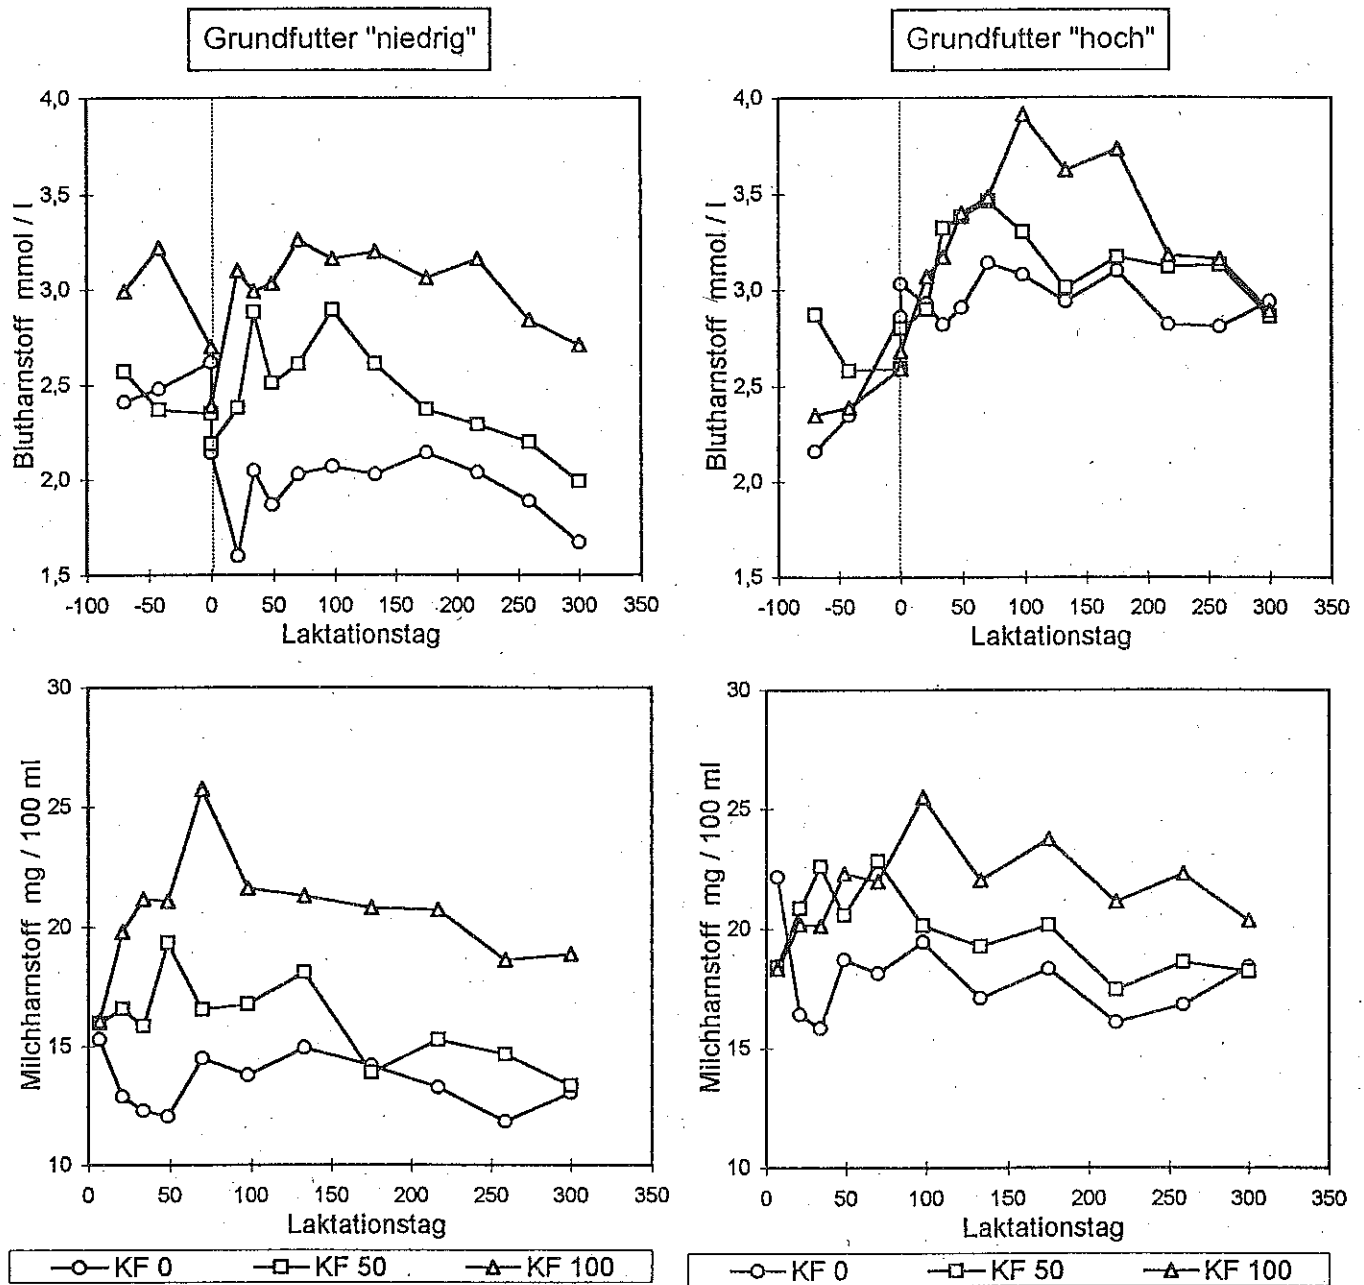 Grundfutter "niedrig"
Grundfutter "hoch"
4,0
3,5
3,0
2,5
2,0
1,5
Blutharnstoff mmol / l
-100 -50 0 50 100 150 200 250 300 350
Laktationstag
4,0
3,5
3,0
2,5
2,0
1,5
Blutharnstoff mmol / l
-100 -50 0 50 100 150 200 250 300 350
Laktationstag
30
25
20
15
10
Milchharnstoff mg / 100 ml
0 50 100 150 200 250 300 350
Laktationstag
30
25
20
15
10
Milchharnstoff mg / 100 ml
0 50 100 150 200 250 300 350
Laktationstag
KF 0 KF 50 KF 100
KF 0 KF 50 KF 100